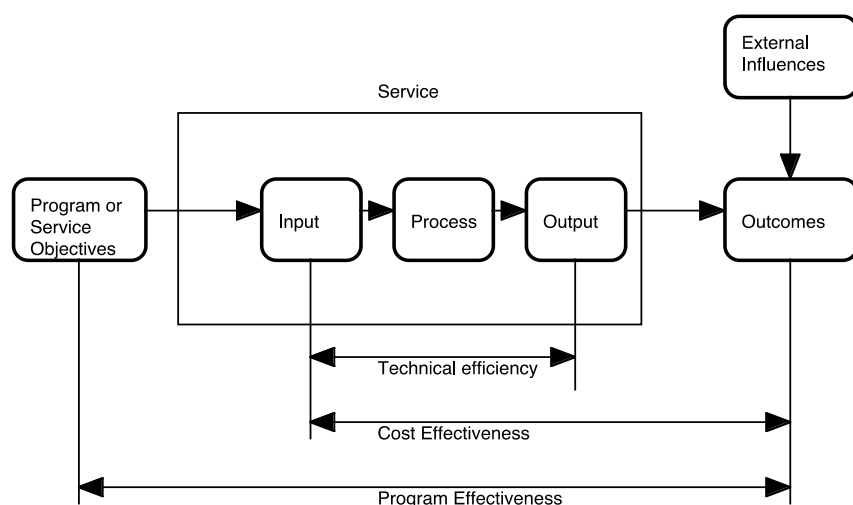 External
Influences
Service
Program or
Service
Objectives
Input
Process
Output
Outcomes
Technical efficiency
Cost Effectiveness
Program Effectiveness